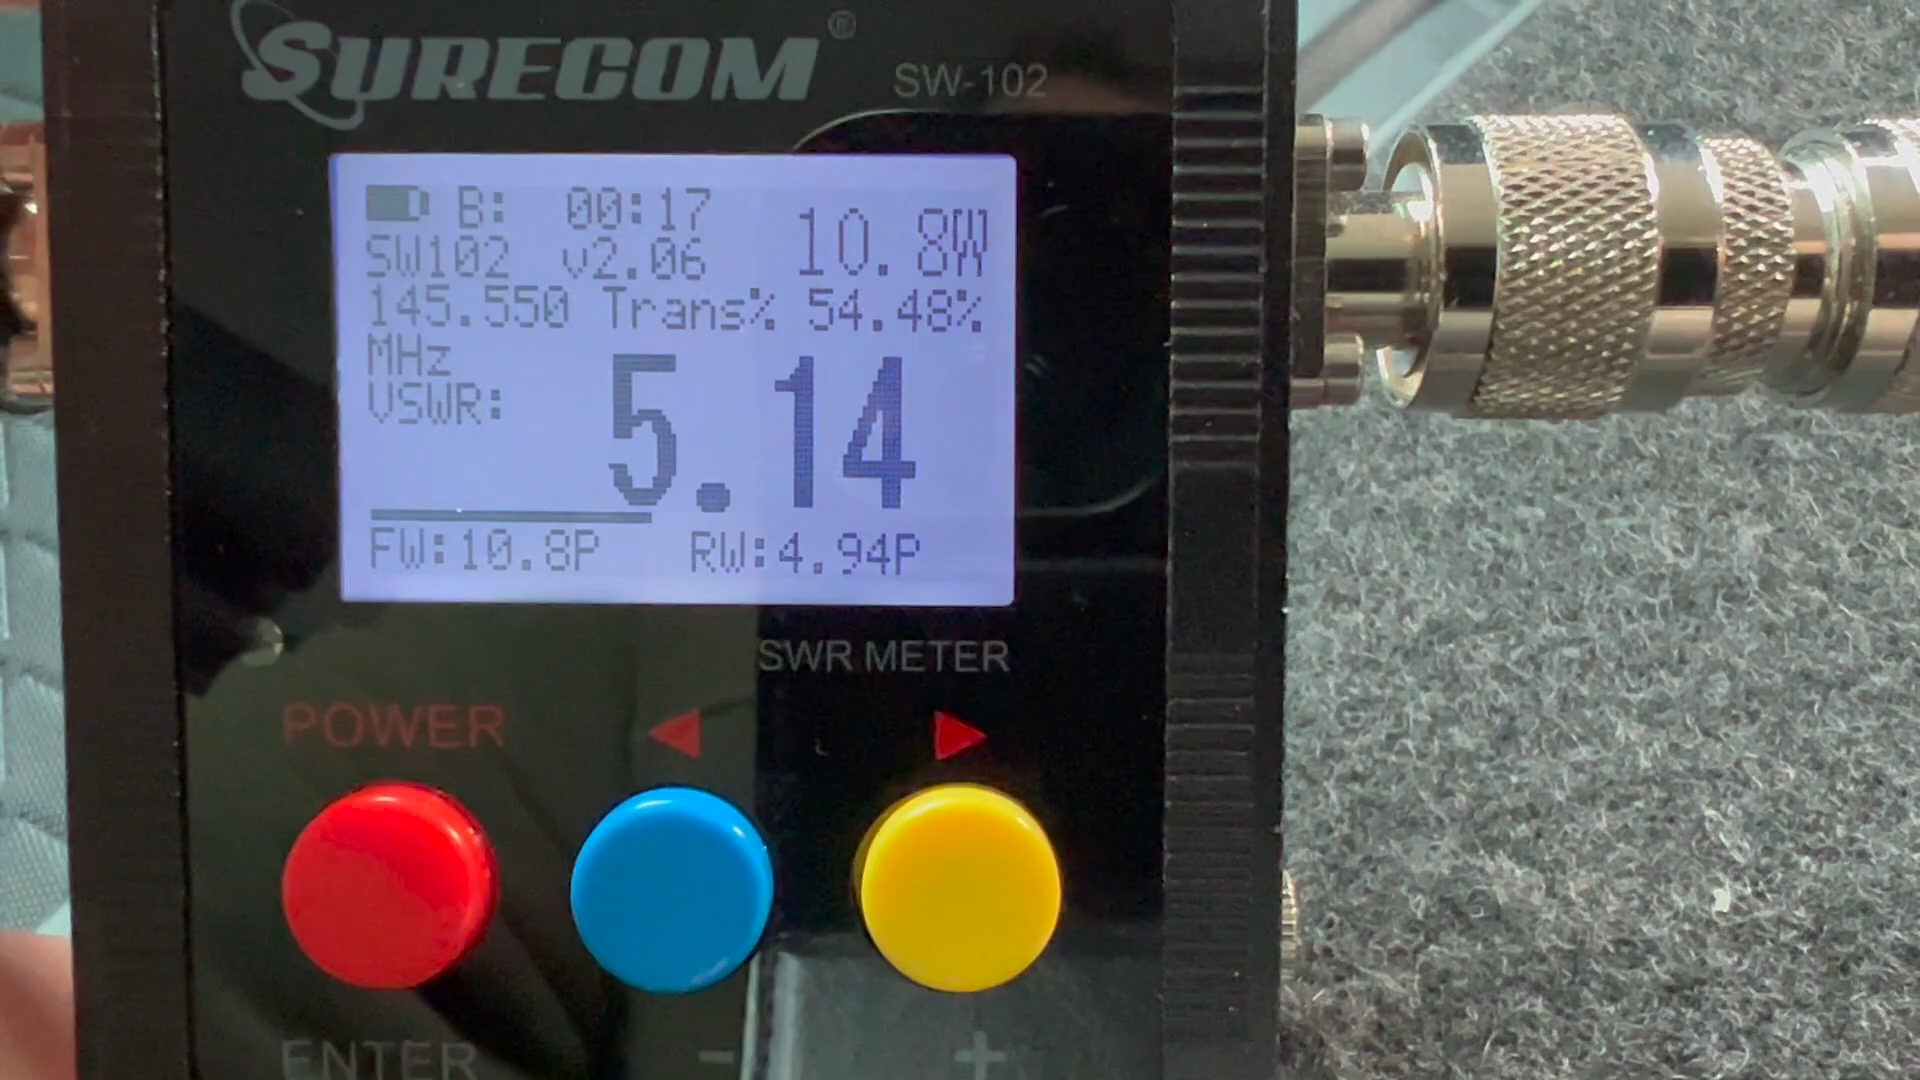 SURECOM®
SW-102
B: 00:17 10.8W
SW102 v2.06
145.550 Trans% 54.48%
MHz
VSWR: 5.14
FW:10.8P RW:4.94P
SWR METER
POWER ◀ ▶
ENTER - +